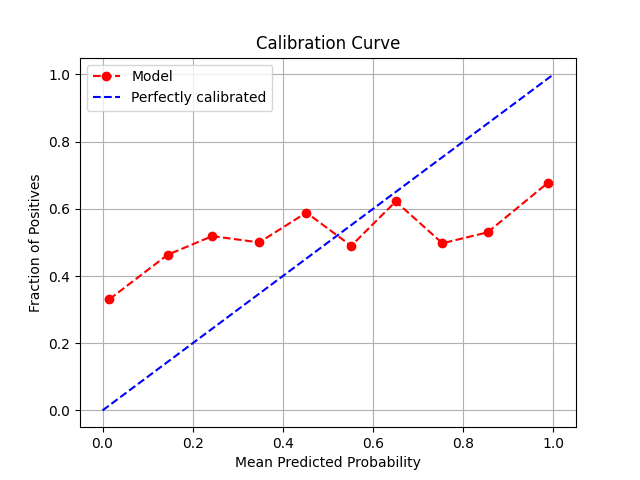 Calibration Curve
Model
Perfectly calibrated
1.0
0.8
0.6
0.4
0.2
0.0
Fraction of Positives
0.0 0.2 0.4 0.6 0.8 1.0
Mean Predicted Probability